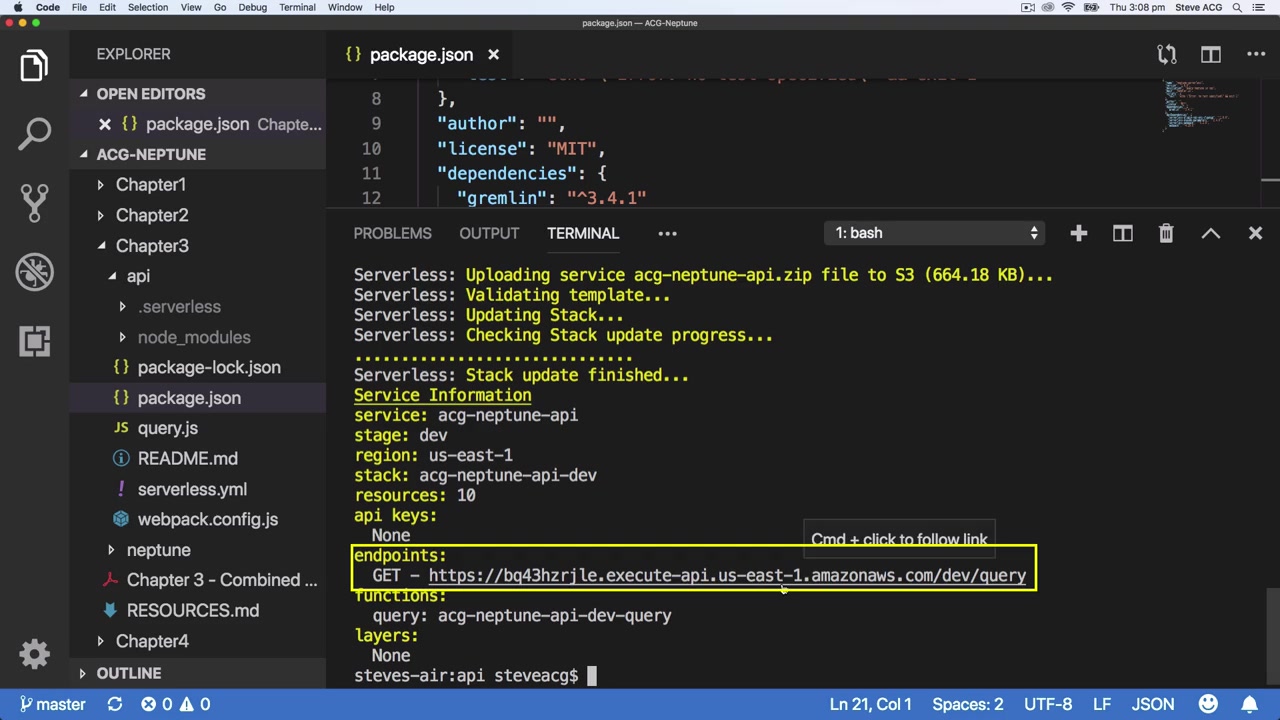 Code File Edit Selection View Go Debug Terminal Window Help Thu 3:08 pm Steve ACG
package.json — ACG-Neptune
EXPLORER
OPEN EDITORS
package.json Chapte...
ACG-NEPTUNE
Chapter1
Chapter2
Chapter3
api
.serverless
node_modules
package-lock.json
package.json
query.js
README.md
serverless.yml
webpack.config.js
neptune
Chapter 3 - Combined ...
RESOURCES.md
Chapter4
OUTLINE
package.json
8 },
9 "author": "",
10 "license": "MIT",
11 "dependencies": {
12 "gremlin": "^3.4.1"
PROBLEMS OUTPUT TERMINAL ... 1: bash
Serverless: Uploading service acg-neptune-api.zip file to S3 (664.18 KB)...
Serverless: Validating template...
Serverless: Updating Stack...
Serverless: Checking Stack update progress...
..............................
Serverless: Stack update finished...
Service Information
service: acg-neptune-api
stage: dev
region: us-east-1
stack: acg-neptune-api-dev
resources: 10
api keys:
None
Cmd + click to follow link
endpoints:
GET - https://bq43hzrjle.execute-api.us-east-1.amazonaws.com/dev/query
functions:
query: acg-neptune-api-dev-query
layers:
None
steves-air:api steveacg$
master 0 0 Ln 21, Col 1 Spaces: 2 UTF-8 LF JSON